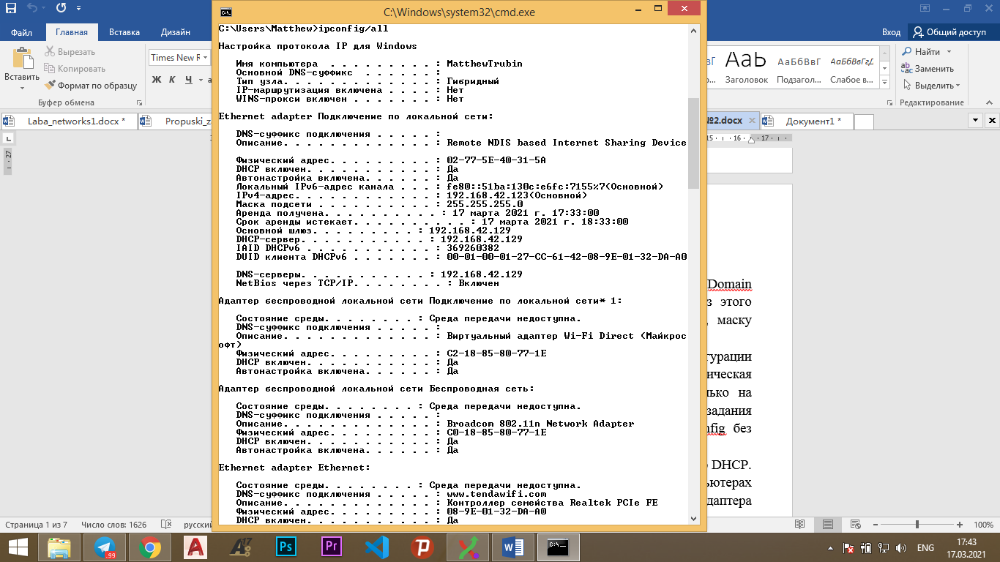 C:\Windows\system32\cmd.exe
Файл Главная Вставка Дизайн
Вход Общий доступ
Вставить
Вырезать
Копировать
Формат по образцу
Буфер обмена
Times New R
Ж К Ч
АаБбВвГ АаБбВвГгД
Заголовок Подзагол... Слабое в...
Найти
Заменить
Выделить
Редактирование
Laba_networks1.docx *
Propuski_z
№2.docx
Документ1 *
C:\Users\Matthew>ipconfig/all
Настройка протокола IP для Windows
Имя компьютера . . . . . . . . . : MatthewTrubin
Основной DNS-суффикс . . . . . . :
Тип узла. . . . . . . . . . . . . : Гибридный
IP-маршрутизация включена . . . . : Нет
WINS-прокси включен . . . . . . . : Нет
Ethernet adapter Подключение по локальной сети:
DNS-суффикс подключения . . . . . :
Описание. . . . . . . . . . . . . : Remote NDIS based Internet Sharing Device
Физический адрес. . . . . . . . . : 02-77-5E-40-31-5A
DHCP включен. . . . . . . . . . . : Да
Автонастройка включена. . . . . . : Да
Локальный IPv6-адрес канала . . . : fe80::51ba:130c:e6fc:7155%7(Основной)
IPv4-адрес. . . . . . . . . . . . : 192.168.42.123(Основной)
Маска подсети . . . . . . . . . . : 255.255.255.0
Аренда получена. . . . . . . . . . : 17 марта 2021 г. 17:33:00
Срок аренды истекает. . . . . . . . . . : 17 марта 2021 г. 18:33:00
Основной шлюз. . . . . . . . . : 192.168.42.129
DHCP-сервер. . . . . . . . . . . : 192.168.42.129
IAID DHCPv6 . . . . . . . . . . . : 369260382
DUID клиента DHCPv6 . . . . . . . : 00-01-00-01-27-CC-61-42-08-9E-01-32-DA-A0
DNS-серверы. . . . . . . . . . . : 192.168.42.129
NetBios через TCP/IP. . . . . . . . : Включен
Адаптер беспроводной локальной сети Подключение по локальной сети* 1:
Состояние среды. . . . . . . . : Среда передачи недоступна.
DNS-суффикс подключения . . . . . :
Описание. . . . . . . . . . . . . : Виртуальный адаптер Wi-Fi Direct (Майкрос
офт)
Физический адрес. . . . . . . . . : C2-18-85-80-77-1E
DHCP включен. . . . . . . . . . . : Да
Автонастройка включена. . . . . . : Да
Адаптер беспроводной локальной сети Беспроводная сеть:
Состояние среды. . . . . . . . : Среда передачи недоступна.
DNS-суффикс подключения . . . . . :
Описание. . . . . . . . . . . . . : Broadcom 802.11n Network Adapter
Физический адрес. . . . . . . . . : C0-18-85-80-77-1E
DHCP включен. . . . . . . . . . . : Да
Автонастройка включена. . . . . . : Да
Ethernet adapter Ethernet:
Состояние среды. . . . . . . . : Среда передачи недоступна.
DNS-суффикс подключения . . . . . : www.tendawifi.com
Описание. . . . . . . . . . . . . : Контроллер семейства Realtek PCIe FE
Физический адрес. . . . . . . . . : 08-9E-01-32-DA-A0
DHCP включен. . . . . . . . . . . : Да
15 16 17
27
Domain
з этого
маску
гурации
ическая
лько на
задания
nfig без
о DHCP.
ьютерах
даптера
Страница 1 из 7 Число слов: 1626 русский
100%
.99
A
17
Ps
Pr
P
ENG
17:43
17.03.2021